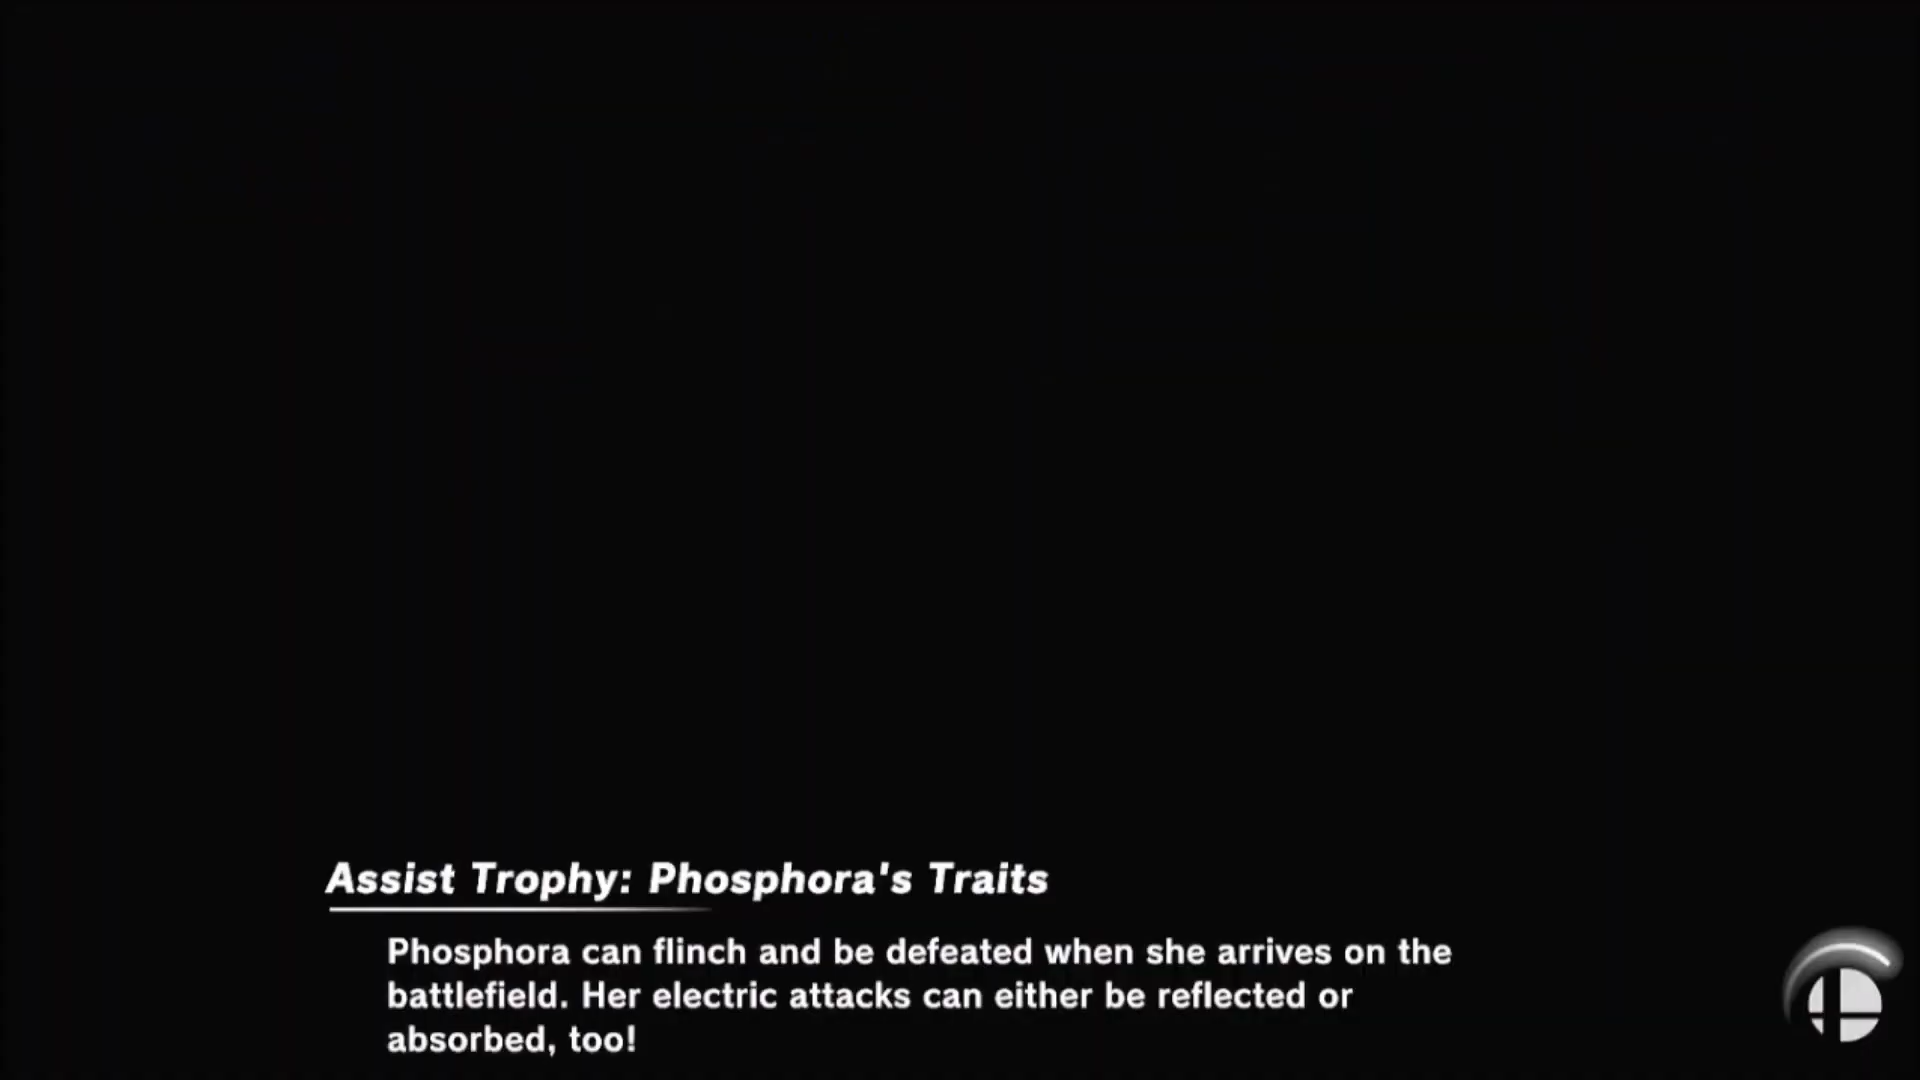 Assist Trophy: Phosphora's Traits
Phosphora can flinch and be defeated when she arrives on the
battlefield. Her electric attacks can either be reflected or
absorbed, too!